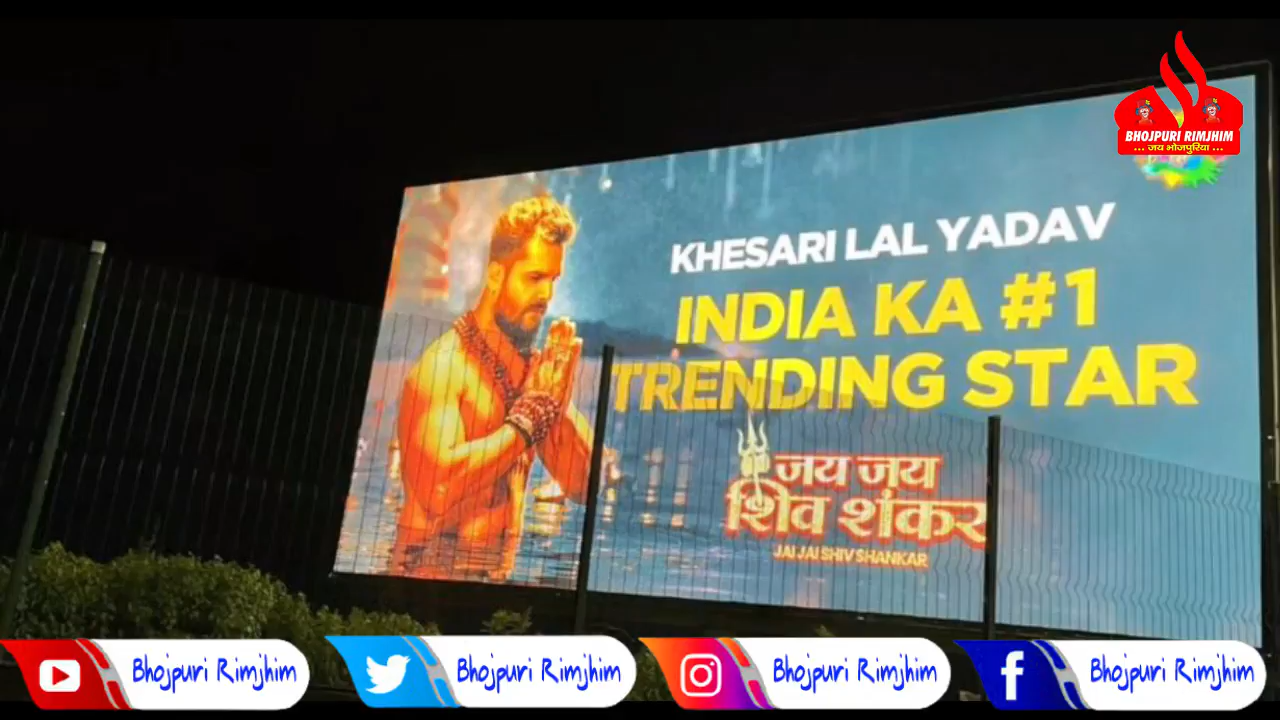 BHOJPURI RIMJHIM
... जय भोजपुरिया ...
KHESARI LAL YADAV
INDIA KA #1
TRENDING STAR
जय जय
शिव शंकर
JAI JAI SHIV SHANKAR
Bhojpuri Rimjhim
Bhojpuri Rimjhim
Bhojpuri Rimjhim
Bhojpuri Rimjhim